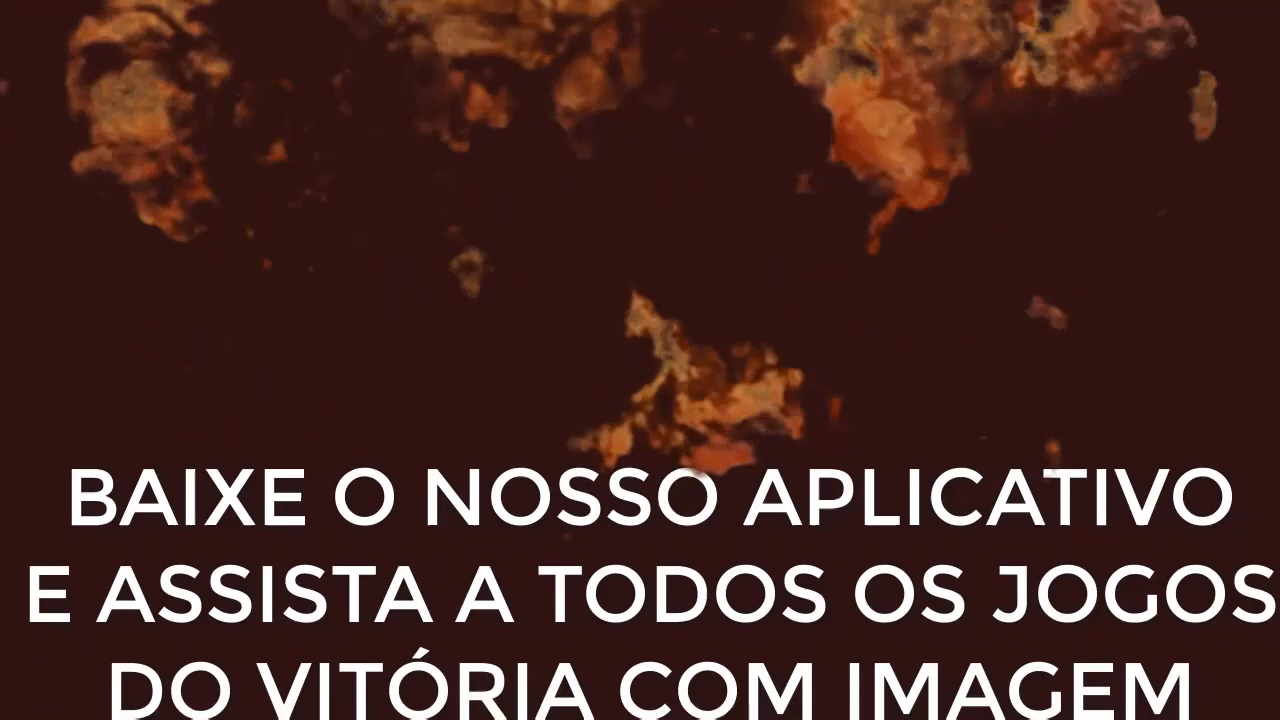 BAIXE O NOSSO APLICATIVO
E ASSISTA A TODOS OS JOGOS
DO VITÓRIA COM IMAGEM